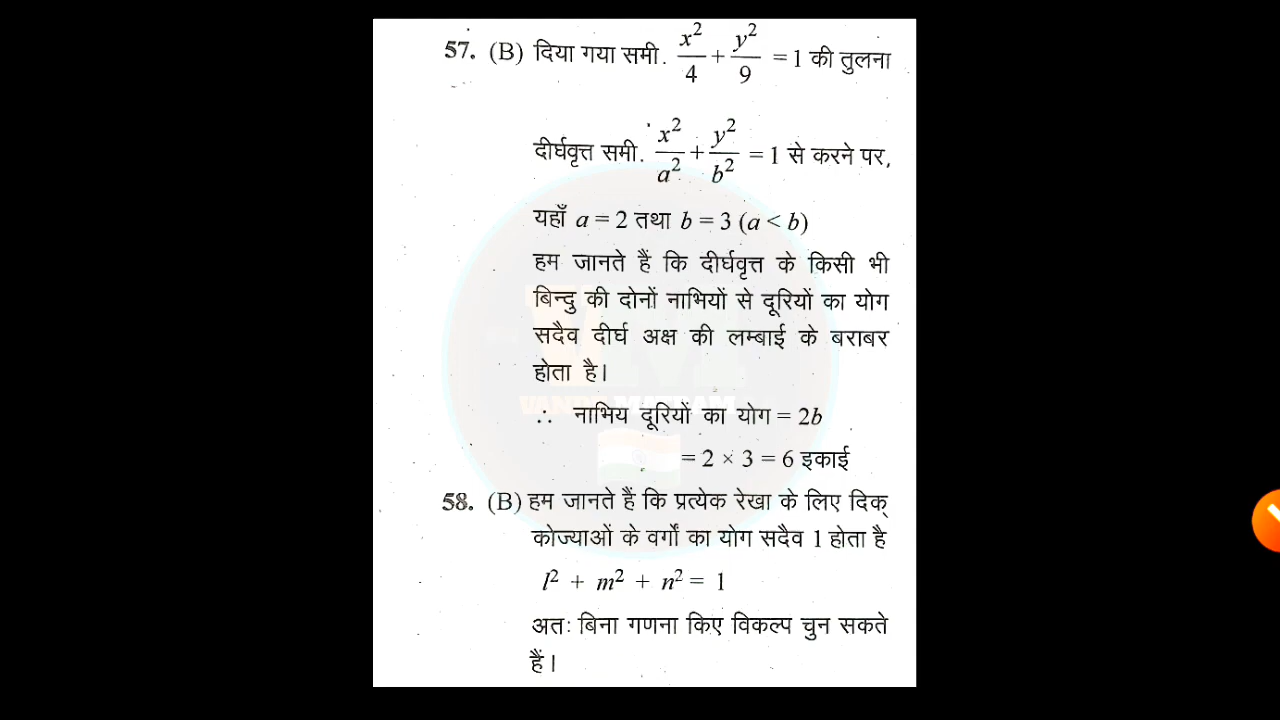 57. (B) दिया गया समी. x²/4 + y²/9 = 1 की तुलना
दीर्घवृत्त समी. x²/a² + y²/b² = 1 से करने पर,
यहाँ a = 2 तथा b = 3 (a < b)
हम जानते हैं कि दीर्घवृत्त के किसी भी
बिन्दु की दोनों नाभियों से दूरियों का योग
सदैव दीर्घ अक्ष की लम्बाई के बराबर
होता है।
∴ नाभिय दूरियों का योग = 2b
= 2 × 3 = 6 इकाई
58. (B) हम जानते हैं कि प्रत्येक रेखा के लिए दिक्
कोज्याओं के वर्गों का योग सदैव 1 होता है
l² + m² + n² = 1
अतः बिना गणना किए विकल्प चुन सकते
हैं।